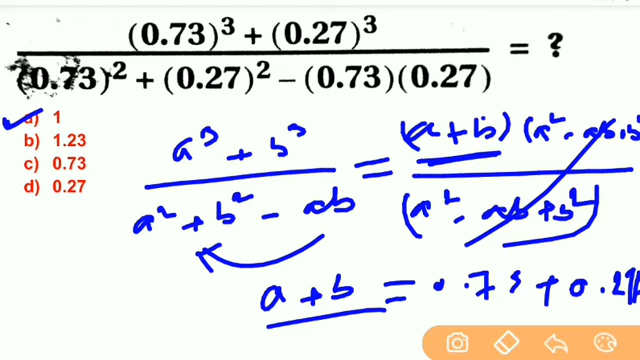 (0.73)³ + (0.27)³
(0.73)² + (0.27)² − (0.73)(0.27) = ?
a) 1
b) 1.23
c) 0.73
d) 0.27
a³ + b³ = (a + b) (a² - ab + b²
a² + b² - ab (a² - ab + b²)
a + b = 0.73 + 0.27